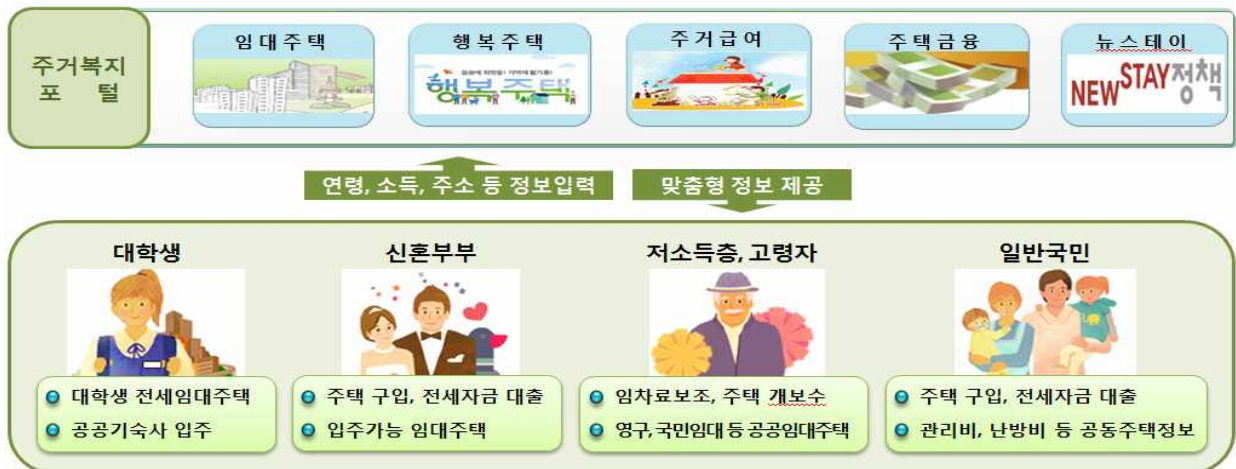 주거복지
포 털
임대주택
행복주택
주거급여
주택금융
뉴스테이
행복주택
NEW STAY정책
연령, 소득, 주소 등 정보입력
맞춤형 정보 제공
대학생
신혼부부
저소득층, 고령자
일반국민
대학생 전세임대주택
공공기숙사 입주
주택 구입, 전세자금 대출
입주가능 임대주택
임차료보조, 주택 개보수
영구, 국민임대 등 공공임대주택
주택 구입, 전세자금 대출
관리비, 난방비 등 공동주택정보